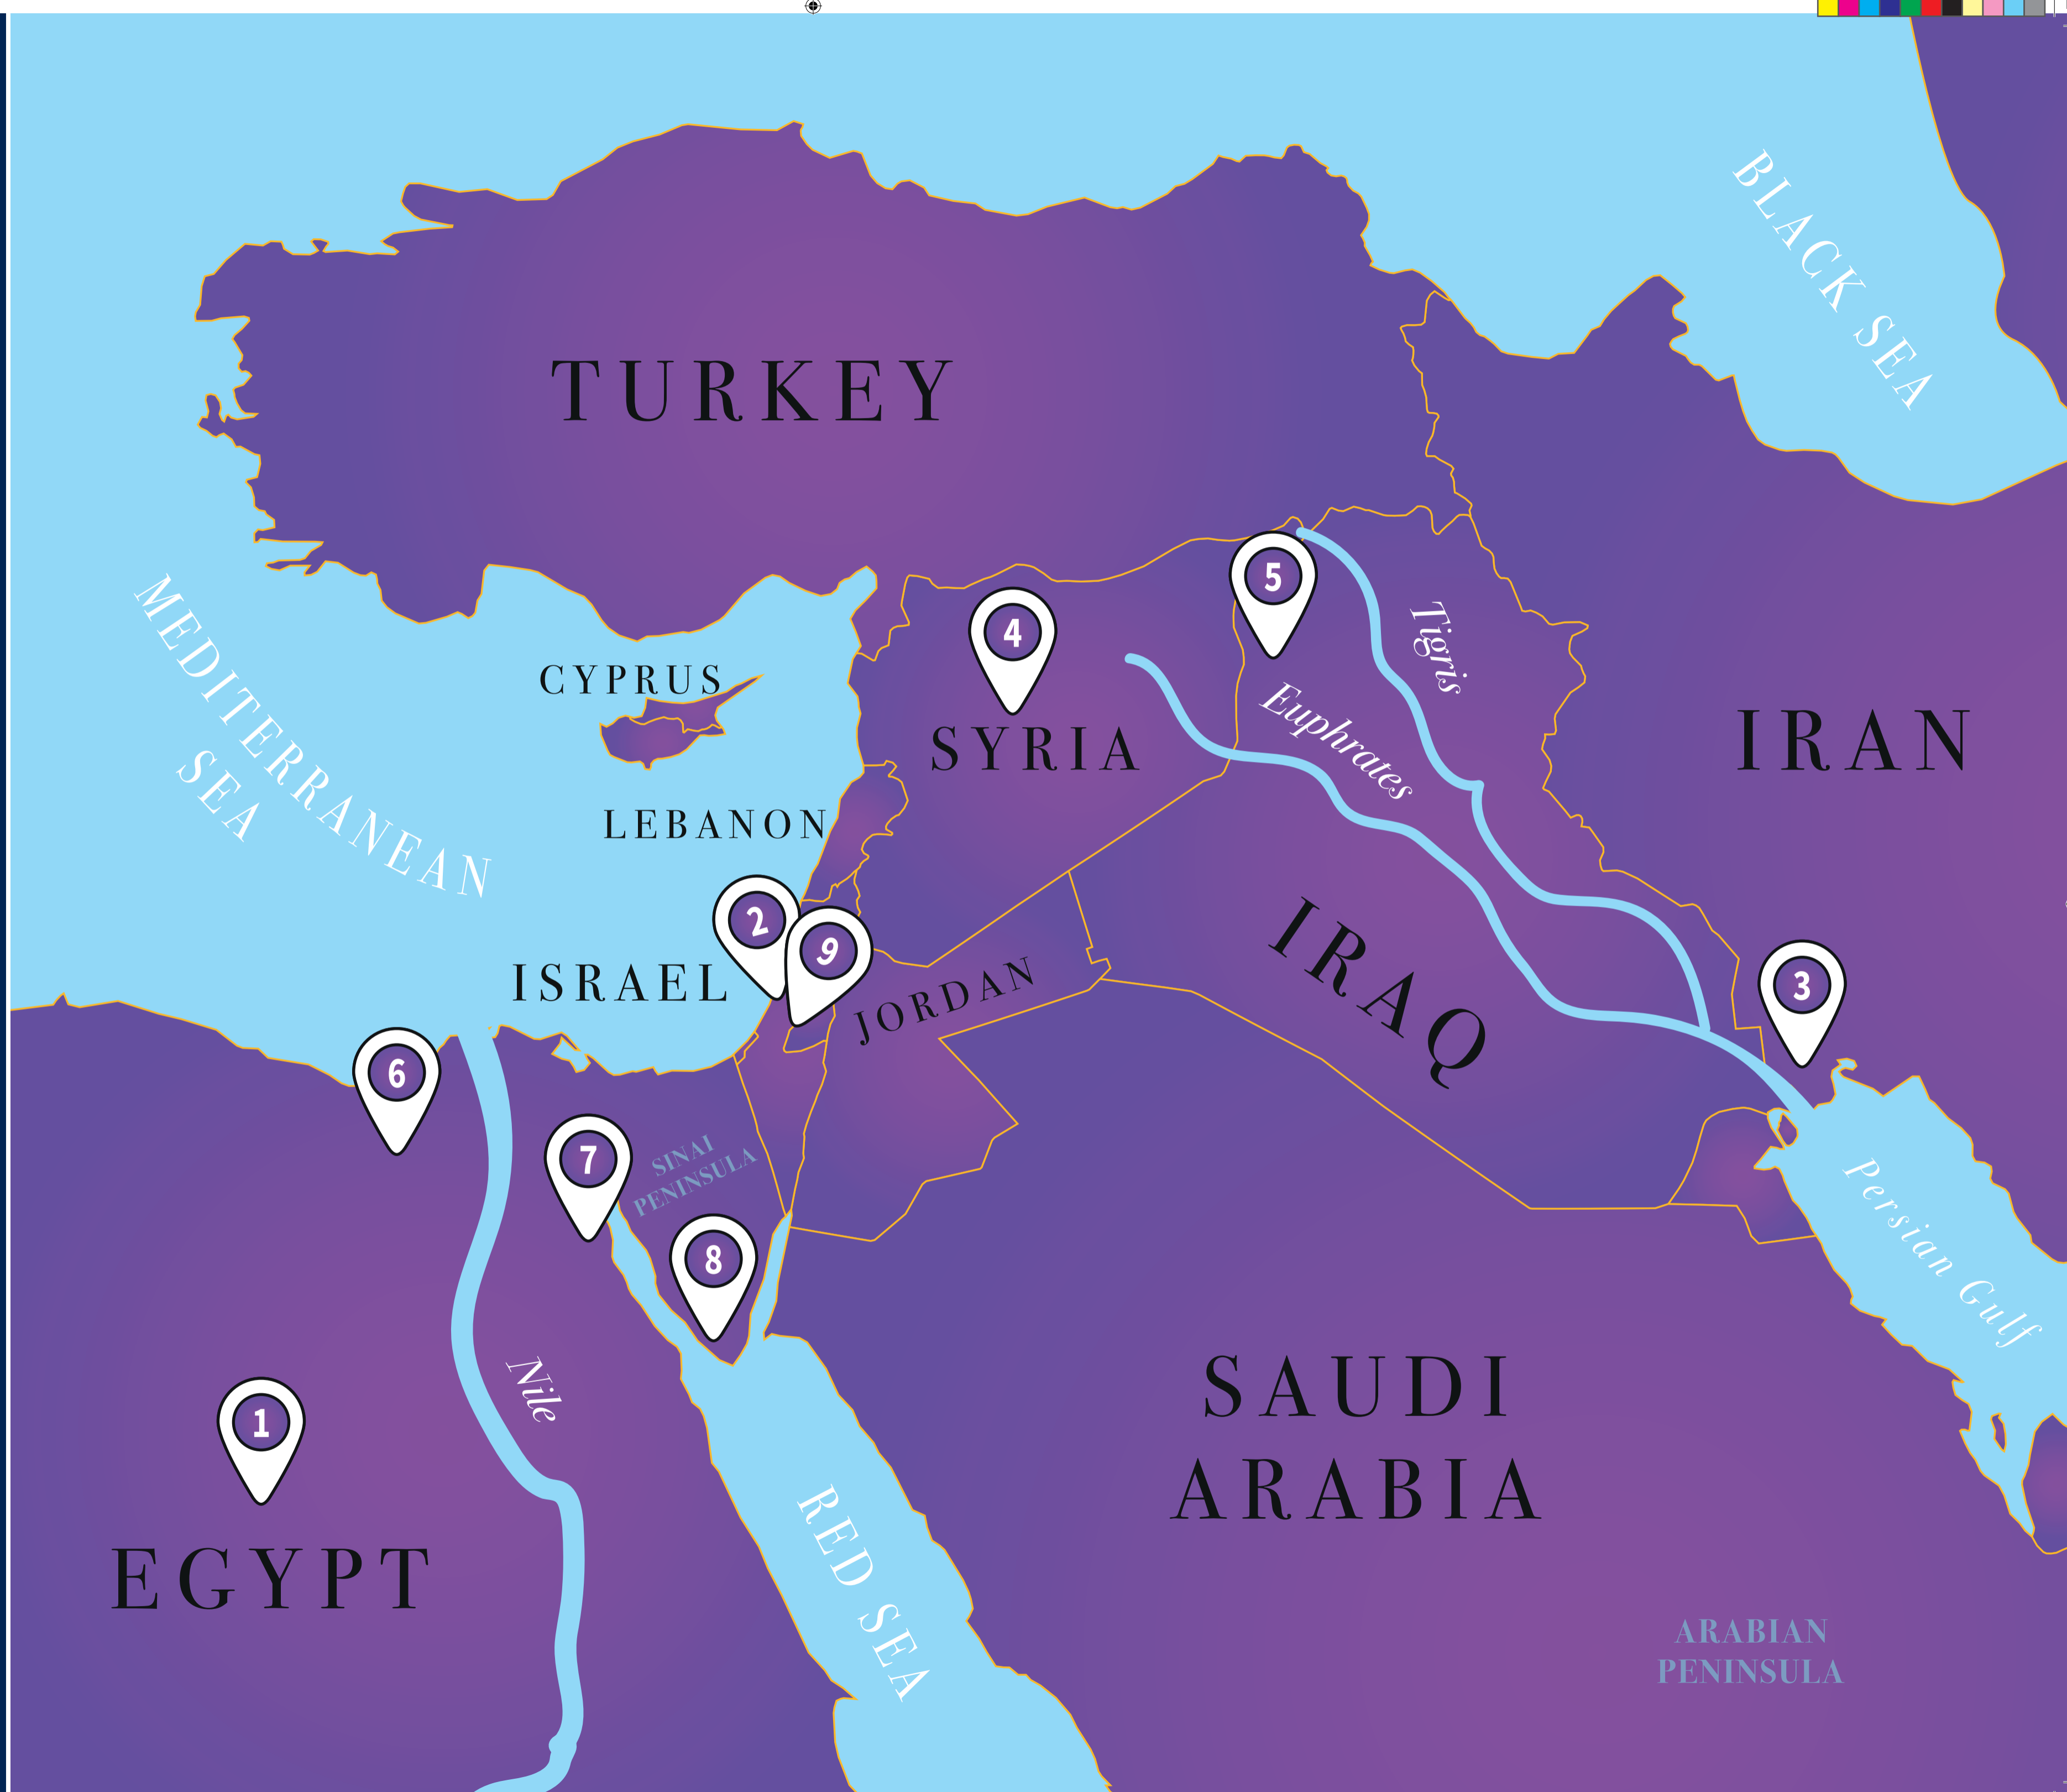 BLACK SEA
TURKEY
MEDITERRANEAN
SEA
CYPRUS
LEBANON
ISRAEL
SYRIA
JORDAN
Tigris
Euphrates
IRAQ
IRAN
4
5
2
9
3
6
7
8
1
SINAI
PENINSULA
Persian Gulf
Nile
EGYPT
RED SEA
SAUDI
ARABIA
ARABIAN
PENINSULA